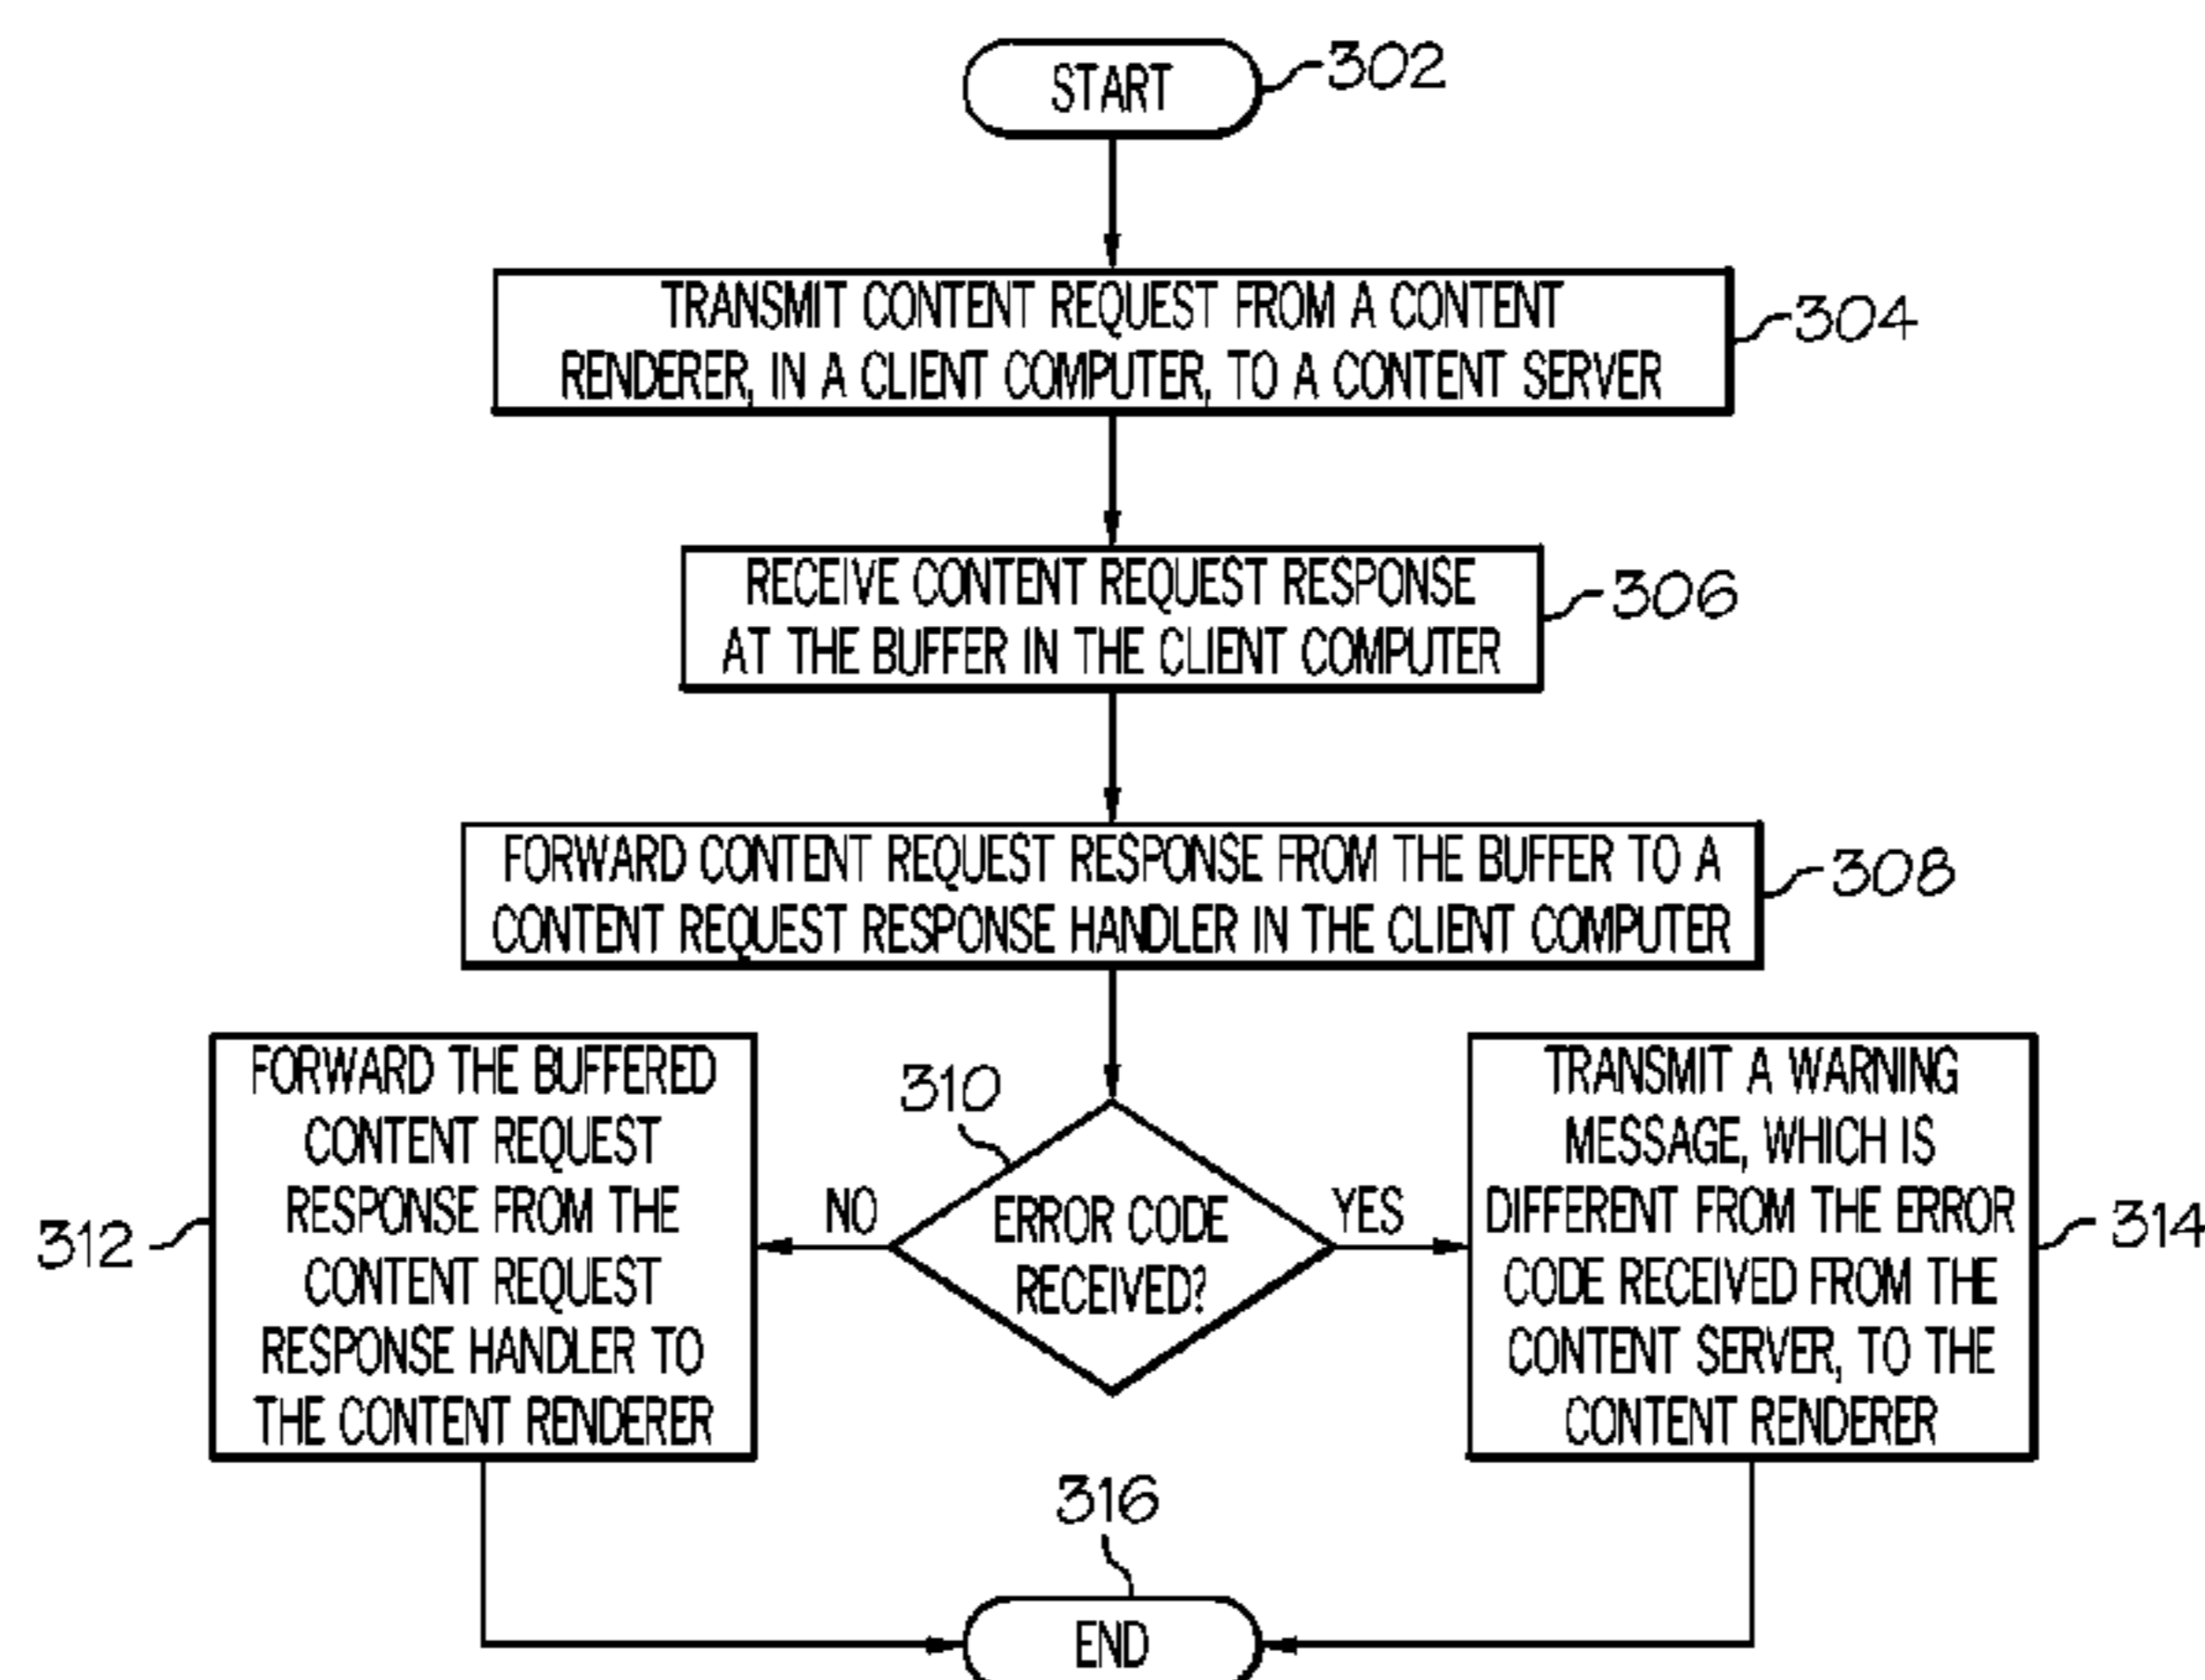 START
302
TRANSMIT CONTENT REQUEST FROM A CONTENT
RENDERER, IN A CLIENT COMPUTER, TO A CONTENT SERVER
304
RECEIVE CONTENT REQUEST RESPONSE
AT THE BUFFER IN THE CLIENT COMPUTER
306
FORWARD CONTENT REQUEST RESPONSE FROM THE BUFFER TO A
CONTENT REQUEST RESPONSE HANDLER IN THE CLIENT COMPUTER
308
310
ERROR CODE
RECEIVED?
NO
FORWARD THE BUFFERED
CONTENT REQUEST
RESPONSE FROM THE
CONTENT REQUEST
RESPONSE HANDLER TO
THE CONTENT RENDERER
312
YES
TRANSMIT A WARNING
MESSAGE, WHICH IS
DIFFERENT FROM THE ERROR
CODE RECEIVED FROM THE
CONTENT SERVER, TO THE
CONTENT RENDERER
314
316
END